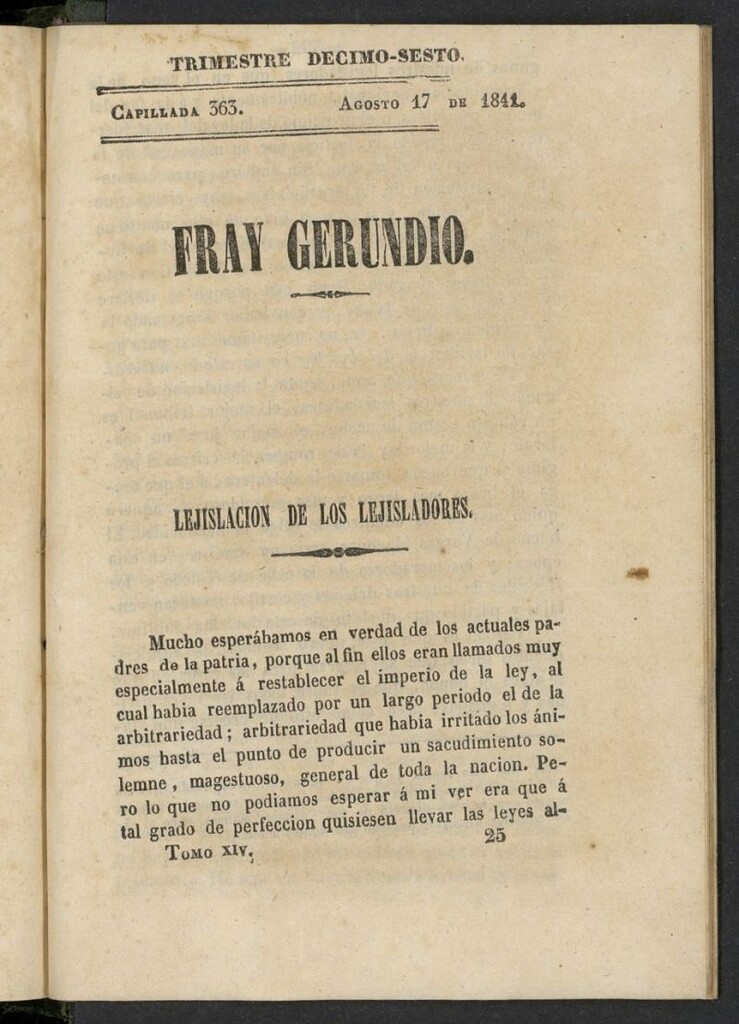 TRIMESTRE DECIMO-SESTO.
CAPILLADA 363. AGOSTO 17 DE 1841.
FRAY GERUNDIO.
LEJISLACION DE LOS LEJISLADORES.
Mucho esperábamos en verdad de los actuales pa-
dres de la patria, porque al fin ellos eran llamados muy
especialmente á restablecer el imperio de la ley, al
cual habia reemplazado por un largo periodo el de la
arbitrariedad; arbitrariedad que habia irritado los áni-
mos hasta el punto de producir un sacudimiento so-
lemne, magestuoso, general de toda la nacion. Pe-
ro lo que no podiamos esperar á mi ver era que á
tal grado de perfeccion quisiesen llevar las leyes al-
TOMO XIV. 25